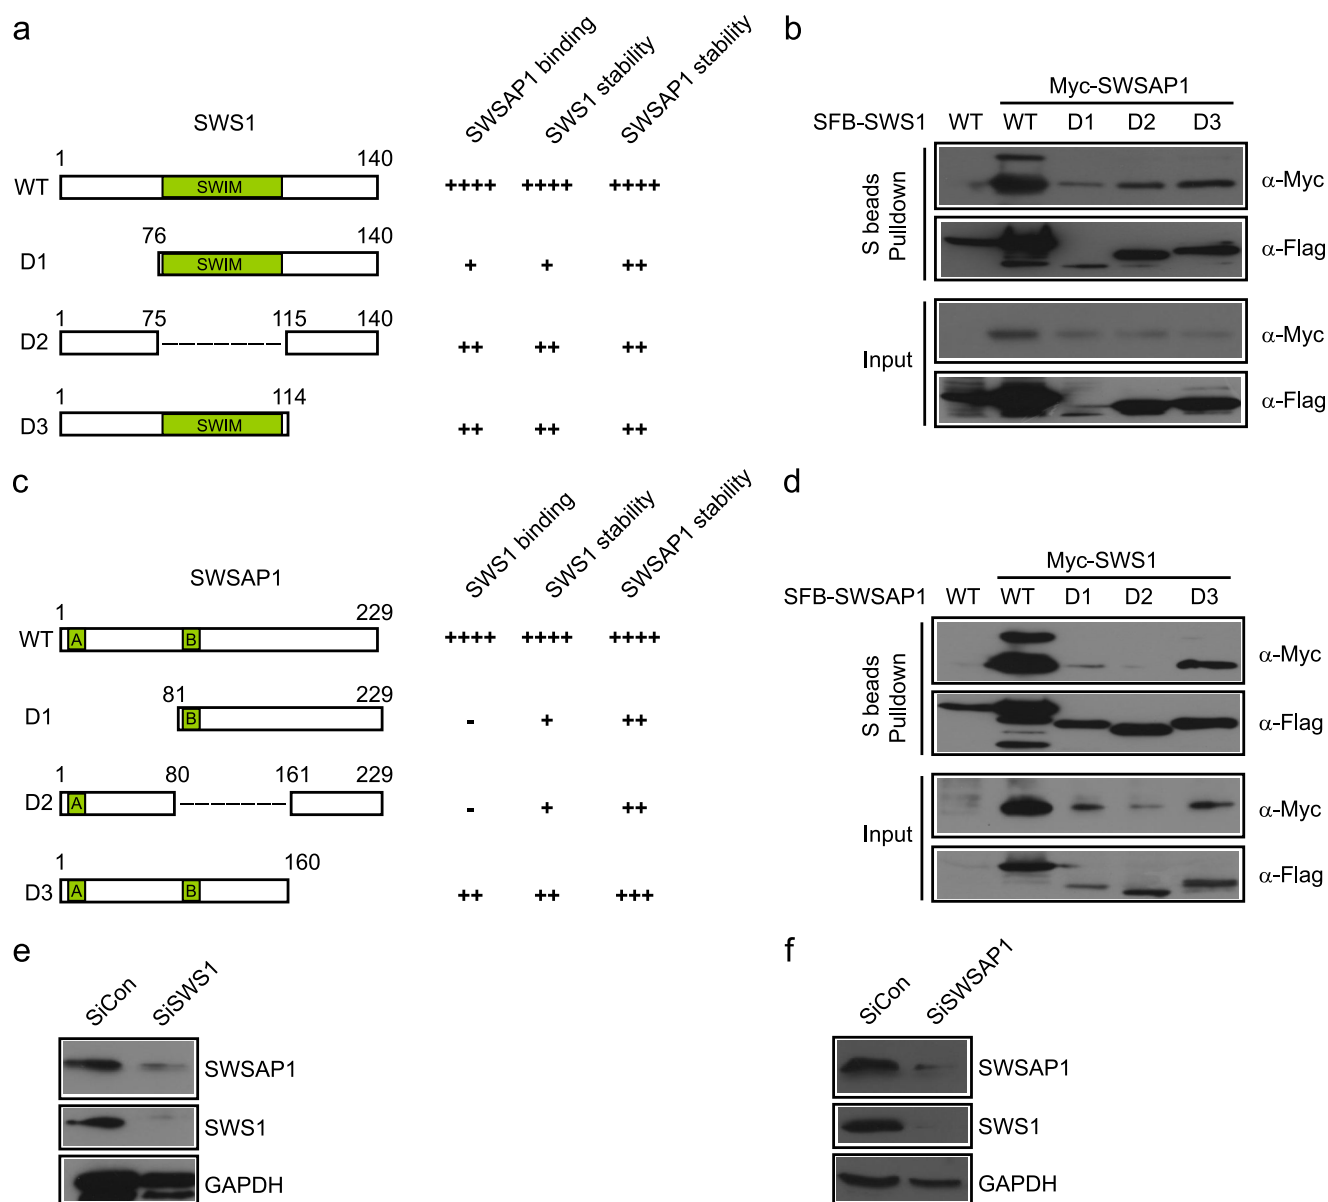 a
SWS1
SWSAP1 binding
SWS1 stability
SWSAP1 stability
1 140
WT SWIM ++++ ++++ ++++
76 140
D1 SWIM + + ++
1 75 115 140
D2 ++ ++ ++
1 114
D3 SWIM ++ ++ ++
b
Myc-SWSAP1
SFB-SWS1 WT WT D1 D2 D3
S beads
Pulldown
α-Myc
α-Flag
Input
α-Myc
α-Flag
c
SWSAP1
SWS1 binding
SWS1 stability
SWSAP1 stability
1 229
WT A B ++++ ++++ ++++
81 229
D1 B - + ++
1 80 161 229
D2 A - + ++
1 160
D3 A B ++ ++ +++
d
Myc-SWS1
SFB-SWSAP1 WT WT D1 D2 D3
S beads
Pulldown
α-Myc
α-Flag
Input
α-Myc
α-Flag
e
SiCon
SiSWS1
SWSAP1
SWS1
GAPDH
f
SiCon
SiSWSAP1
SWSAP1
SWS1
GAPDH